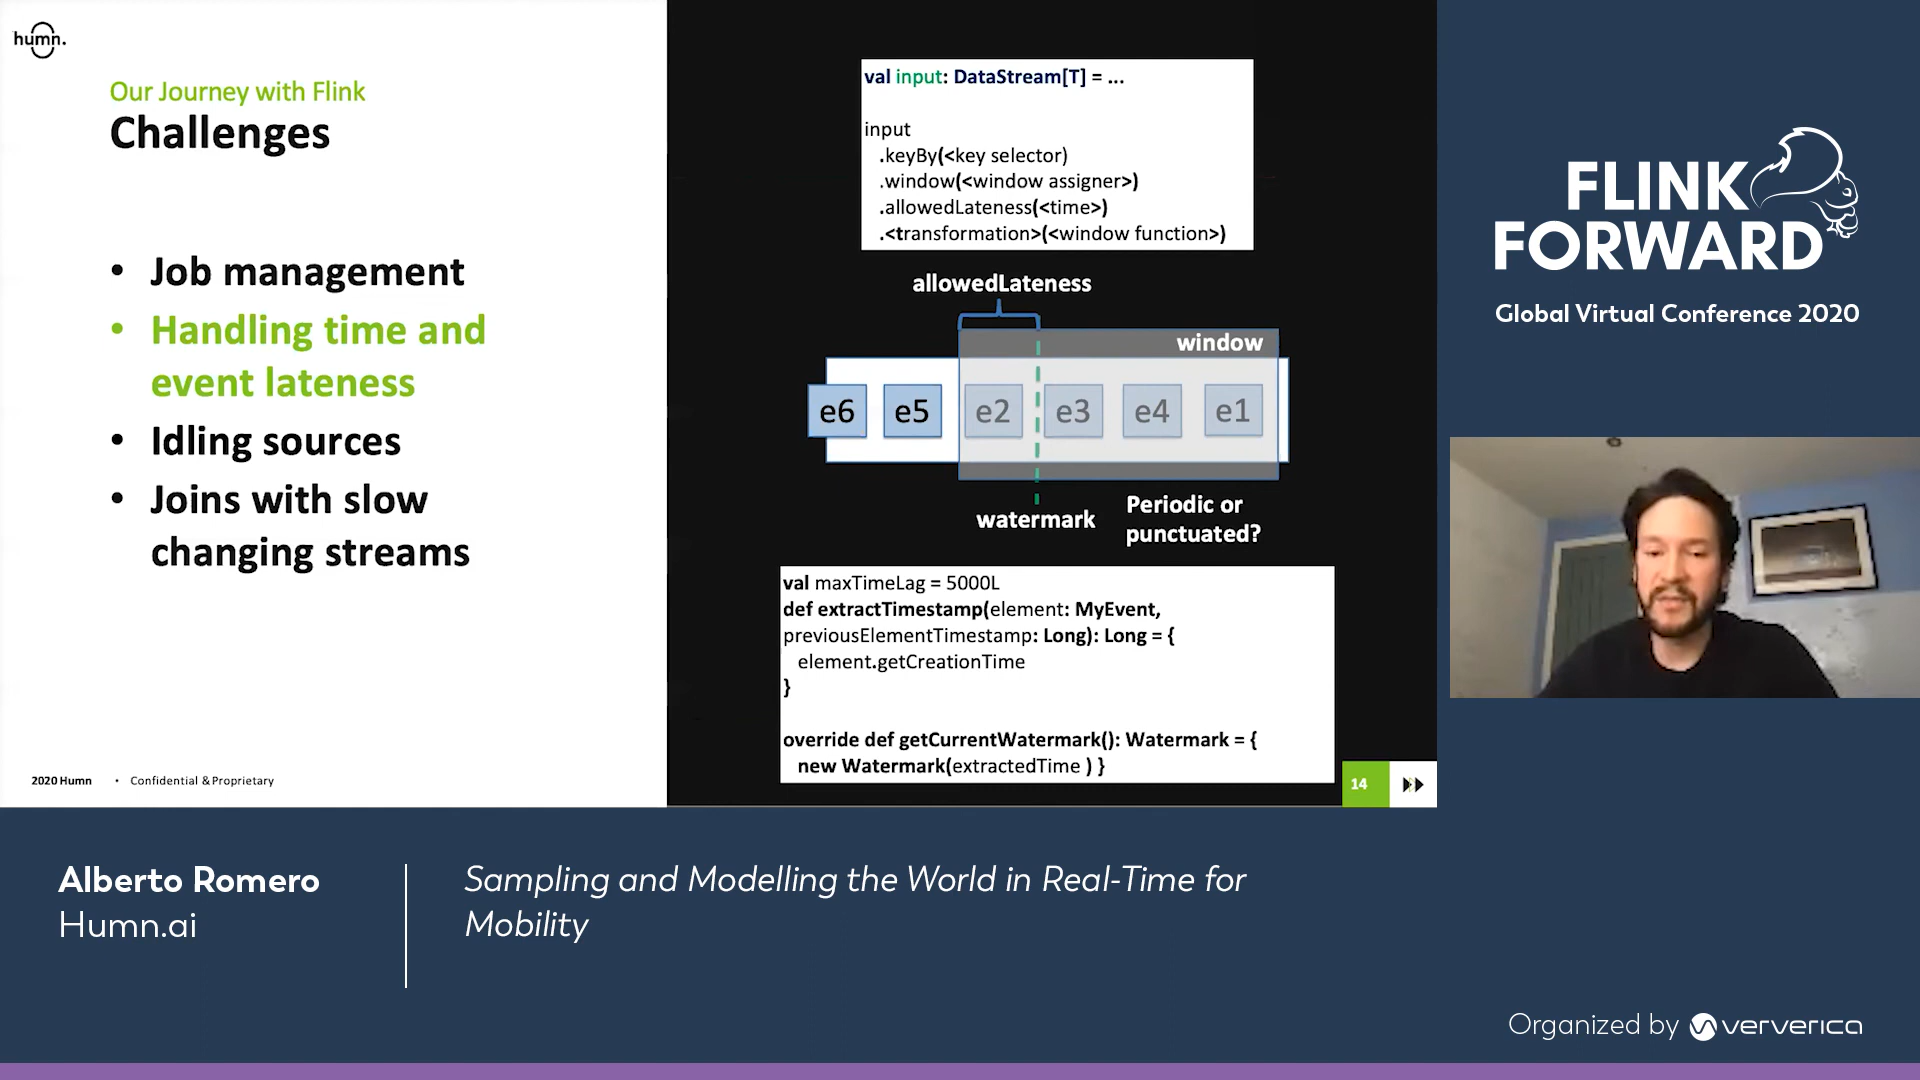 humn.
Our Journey with Flink
Challenges
• Job management
• Handling time and
event lateness
• Idling sources
• Joins with slow
changing streams
2020 Humn • Confidential & Proprietary
val input: DataStream[T] = ...
input
.keyBy(<key selector)
.window(<window assigner>)
.allowedLateness(<time>)
.<transformation>(<window function>)
allowedLateness
window
e6 e5 e2 e3 e4 e1
watermark
Periodic or
punctuated?
val maxTimeLag = 5000L
def extractTimestamp(element: MyEvent,
previousElementTimestamp: Long): Long = {
element.getCreationTime
}
override def getCurrentWatermark(): Watermark = {
new Watermark(extractedTime ) }
14
FLINK
FORWARD
Global Virtual Conference 2020
Alberto Romero
Humn.ai
Sampling and Modelling the World in Real-Time for
Mobility
Organized by ververica